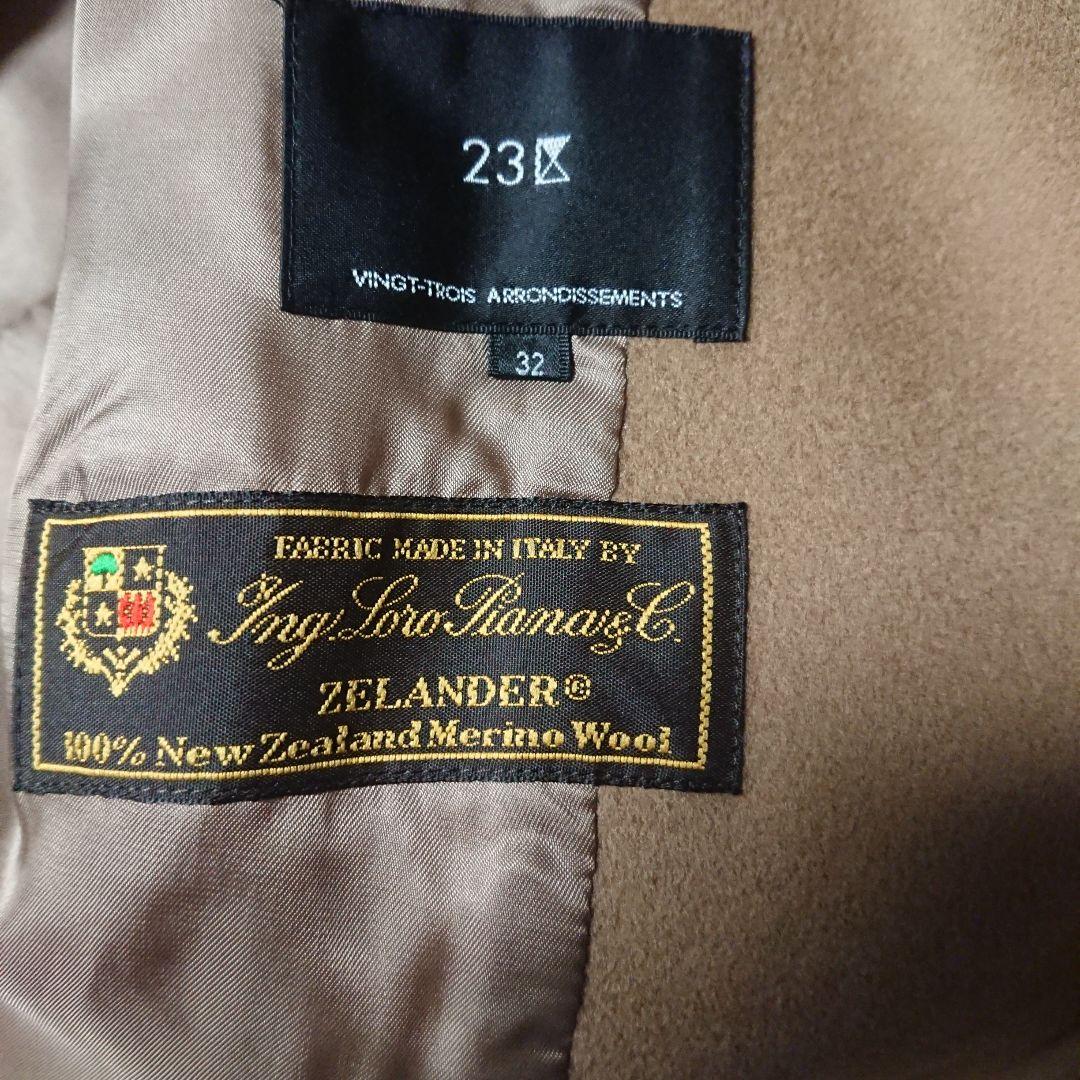 23区
VINGT-TROIS ARRONDISSEMENTS
32
FABRIC MADE IN ITALY BY
Ing. Loro Piana & C.
ZELANDER®
100% New Zealand Merino Wool